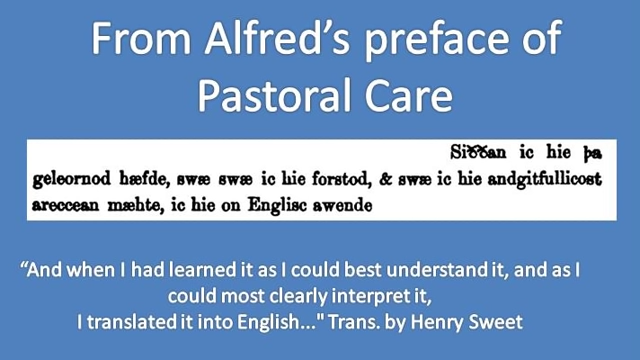 From Alfred’s preface of
Pastoral Care
Siððan ic hie þa
geleornod hæfde, swæ swæ ic hie forstod, & swæ ic hie andgitfullicost
areccean mæhte, ic hie on Englisc awende
“And when I had learned it as I could best understand it, and as I
could most clearly interpret it,
I translated it into English..." Trans. by Henry Sweet